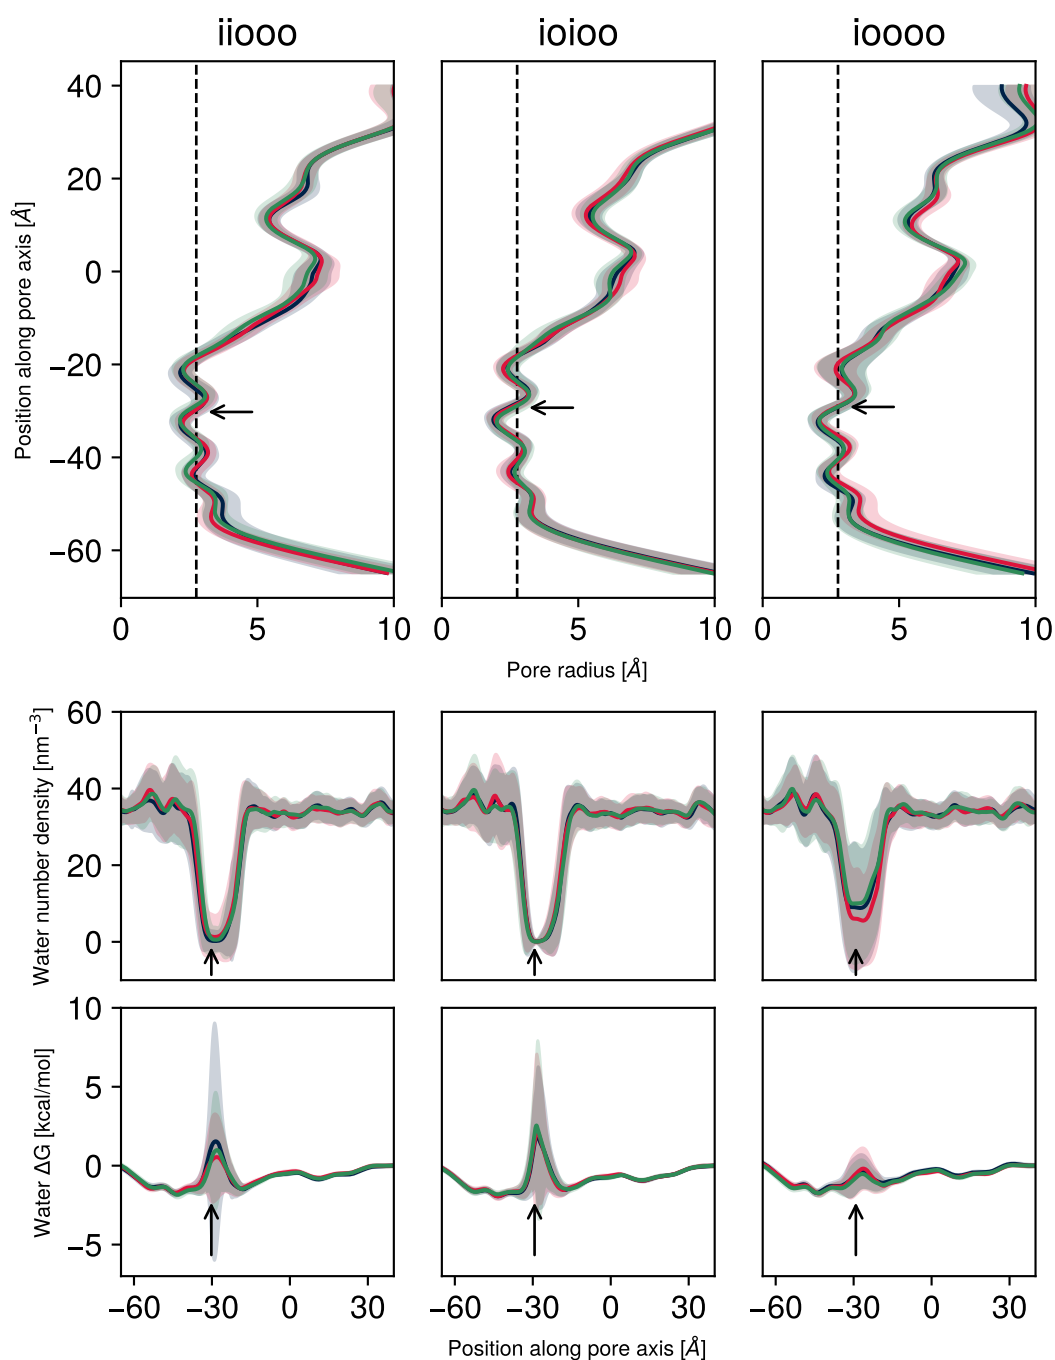 iiooo ioioo ioooo
Position along pore axis [Å]
40
20
0
−20
−40
−60
0 5 10 0 5 10 0 5 10
Pore radius [Å]
Water number density [nm⁻³]
60
40
20
0
Water ΔG [kcal/mol]
10
5
0
−5
−60 −30 0 30 −60 −30 0 30 −60 −30 0 30
Position along pore axis [Å]